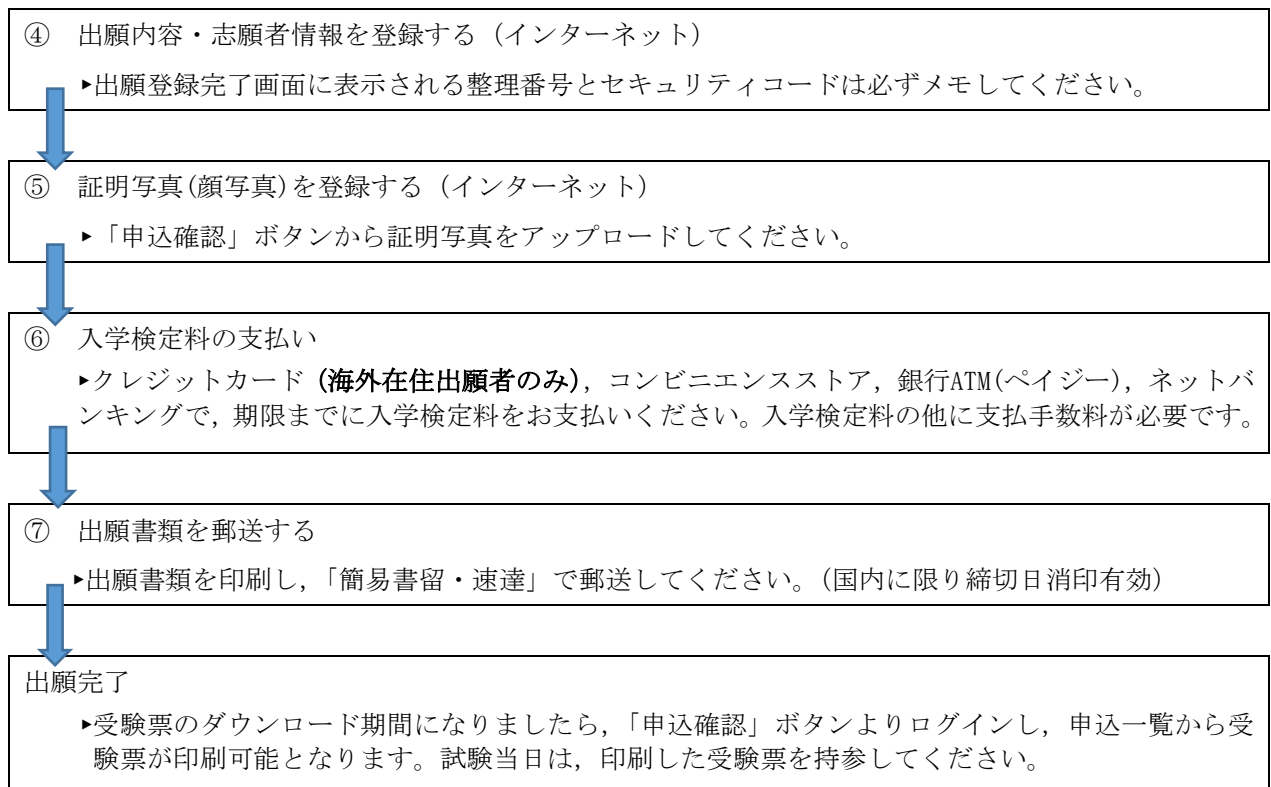 ④　出願内容・志願者情報を登録する（インターネット）
▶出願登録完了画面に表示される整理番号とセキュリティコードは必ずメモしてください。
⑤　証明写真(顔写真)を登録する（インターネット）
▶「申込確認」ボタンから証明写真をアップロードしてください。
⑥　入学検定料の支払い
▶クレジットカード（海外在住出願者のみ），コンビニエンスストア，銀行ATM(ペイジー)，ネットバ
ンキングで，期限までに入学検定料をお支払いください。入学検定料の他に支払手数料が必要です。
⑦　出願書類を郵送する
▶出願書類を印刷し，「簡易書留・速達」で郵送してください。（国内に限り締切日消印有効）
出願完了
▶受験票のダウンロード期間になりましたら，「申込確認」ボタンよりログインし，申込一覧から受
験票が印刷可能となります。試験当日は，印刷した受験票を持参してください。